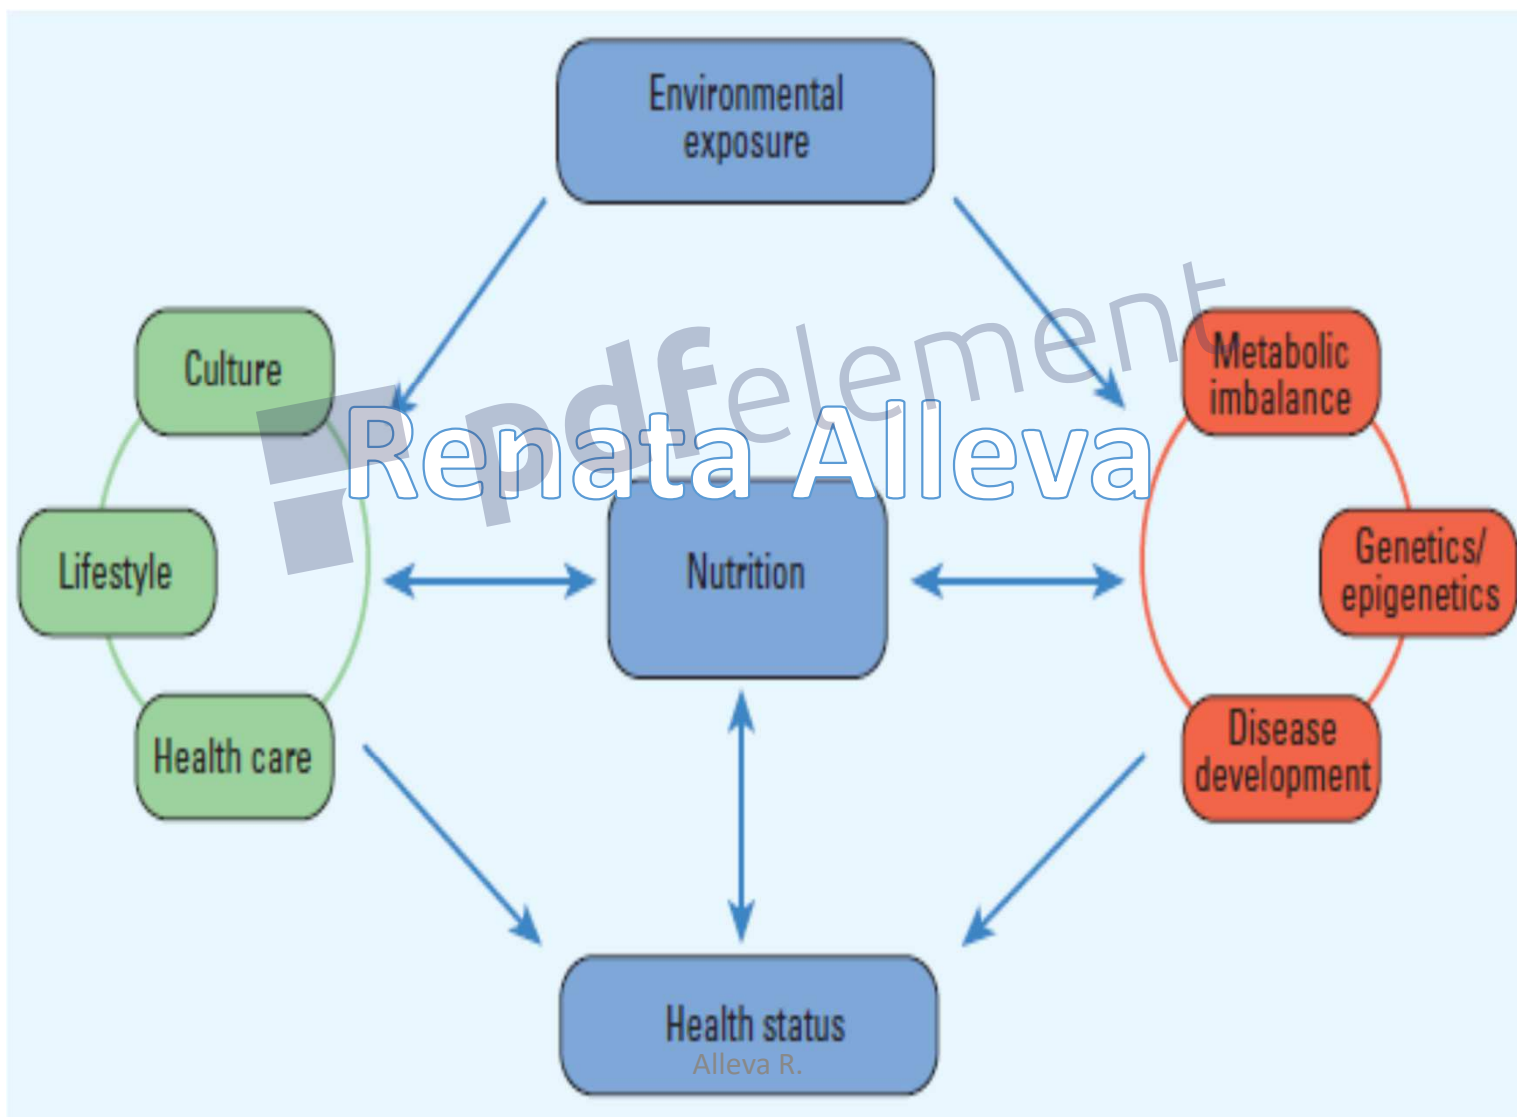 Environmental
exposure
Culture
Metabolic
imbalance
pdfelement
Renata Alleva
Lifestyle
Nutrition
Genetics/
epigenetics
Health care
Disease
development
Health status
Alleva R.